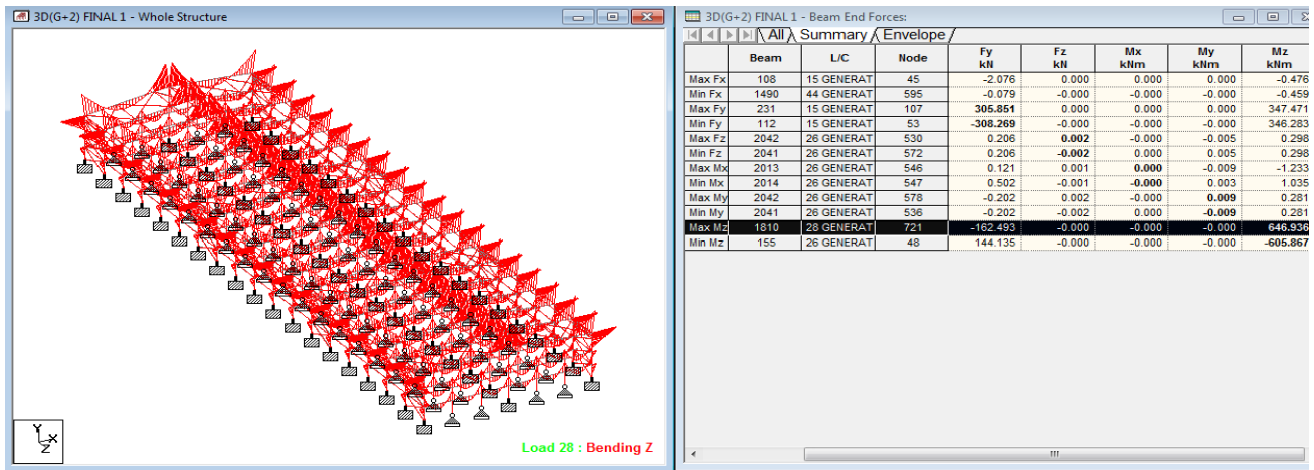 3D(G+2) FINAL 1 - Whole Structure
Load 28 : Bending Z
Y
X
Z
3D(G+2) FINAL 1 - Beam End Forces:
All Summary Envelope
Beam L/C Node Fy kN Fz kN Mx kNm My kNm Mz kNm
Max Fx 108 15 GENERAT 45 -2.076 0.000 0.000 0.000 -0.476
Min Fx 1490 44 GENERAT 595 -0.079 -0.000 -0.000 -0.000 -0.459
Max Fy 231 15 GENERAT 107 305.851 0.000 0.000 0.000 347.471
Min Fy 112 15 GENERAT 53 -308.269 -0.000 0.000 -0.000 346.283
Max Fz 2042 26 GENERAT 530 0.206 0.002 -0.000 -0.005 0.298
Min Fz 2041 26 GENERAT 572 0.206 -0.002 0.000 0.005 0.298
Max Mx 2013 26 GENERAT 546 0.121 0.001 0.000 -0.009 -1.233
Min Mx 2014 26 GENERAT 547 0.502 -0.001 -0.000 0.003 1.035
Max My 2042 26 GENERAT 578 -0.202 0.002 -0.000 0.009 0.281
Min My 2041 26 GENERAT 536 -0.202 -0.002 0.000 -0.009 0.281
Max Mz 1810 28 GENERAT 721 -162.493 -0.000 -0.000 -0.000 646.936
Min Mz 155 26 GENERAT 48 144.135 -0.000 -0.000 -0.000 -605.867